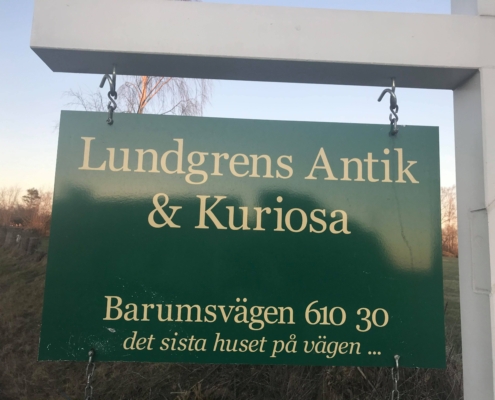 Lundgrens Antik
& Kuriosa
Barumsvägen 610 30
det sista huset på vägen ...